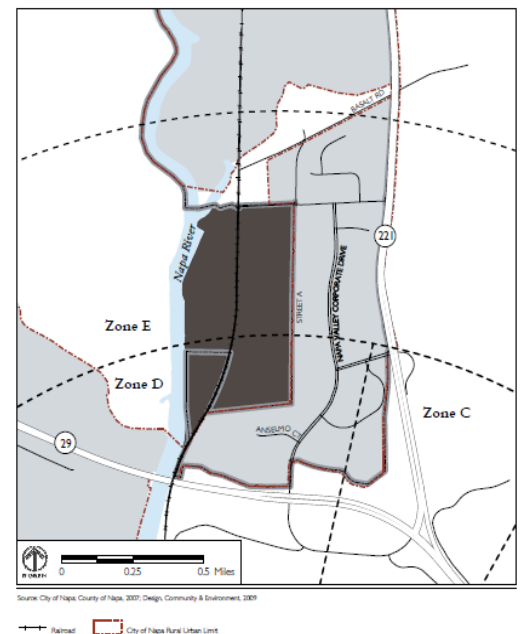 BASALT RD
Napa River
221
STREET A
NAPA VALLEY CORPORATE DRIVE
Zone E
Zone D
Zone C
ANSELMO CT
29
0 0.25 0.5 Miles
Source: City of Napa; County of Napa, 2007; Design, Community & Environment, 2009
Railroad City of Napa Rural Urban Limit